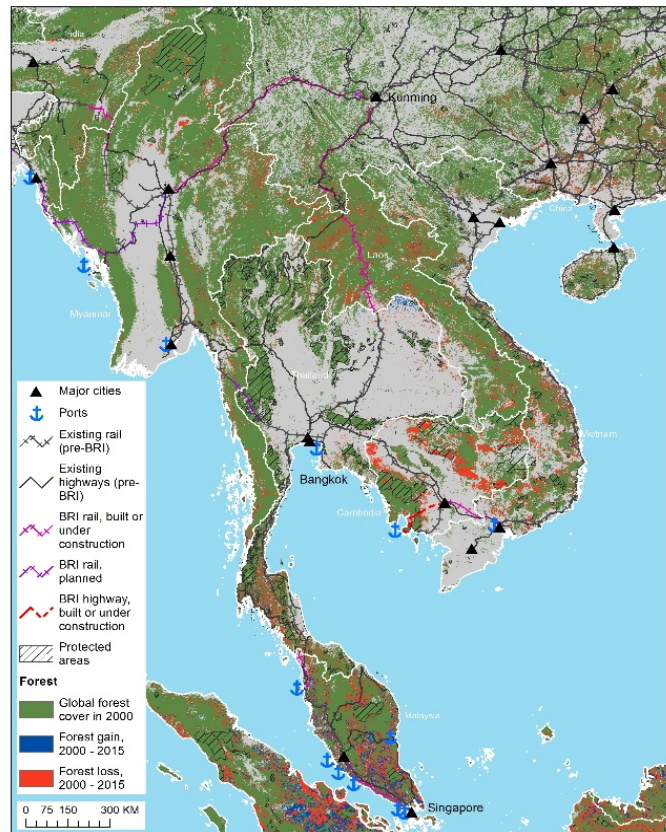 India
Kunming
China
Laos
Myanmar
Thailand
Vietnam
Bangkok
Cambodia
Malaysia
Singapore
Major cities
Ports
Existing rail
(pre-BRI)
Existing
highways (pre-
BRI)
BRI rail, built or
under
construction
BRI rail,
planned
BRI highway,
built or under
construction
Protected
areas
Forest
Global forest
cover in 2000
Forest gain,
2000 - 2015
Forest loss,
2000 - 2015
0 75 150 300 KM